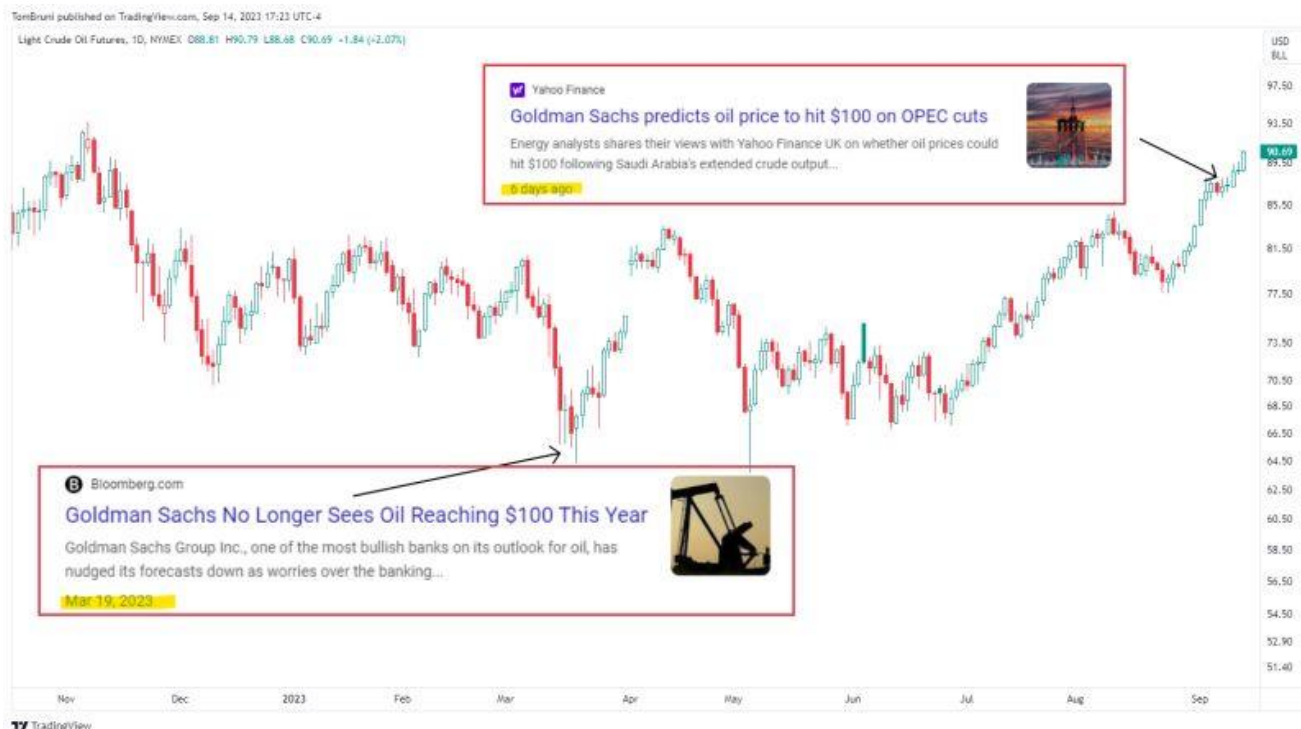 TomBruni published on TradingView.com, Sep 14, 2023 17:23 UTC-4
Light Crude Oil Futures, 1D, NYMEX O88.81 H90.79 L88.68 C90.69 +1.84 (+2.07%)
USD
BLL
Yahoo Finance
Goldman Sachs predicts oil price to hit $100 on OPEC cuts
Energy analysts shares their views with Yahoo Finance UK on whether oil prices could
hit $100 following Saudi Arabia's extended crude output...
6 days ago
97.50
93.50
90.69
89.50
85.50
81.50
77.50
73.50
70.50
68.50
66.50
64.50
62.50
60.50
58.50
56.50
54.50
52.90
51.40
B Bloomberg.com
Goldman Sachs No Longer Sees Oil Reaching $100 This Year
Goldman Sachs Group Inc., one of the most bullish banks on its outlook for oil, has
nudged its forecasts down as worries over the banking...
Mar 19, 2023
Nov Dec 2023 Feb Mar Apr May Jun Jul Aug Sep
TradingView